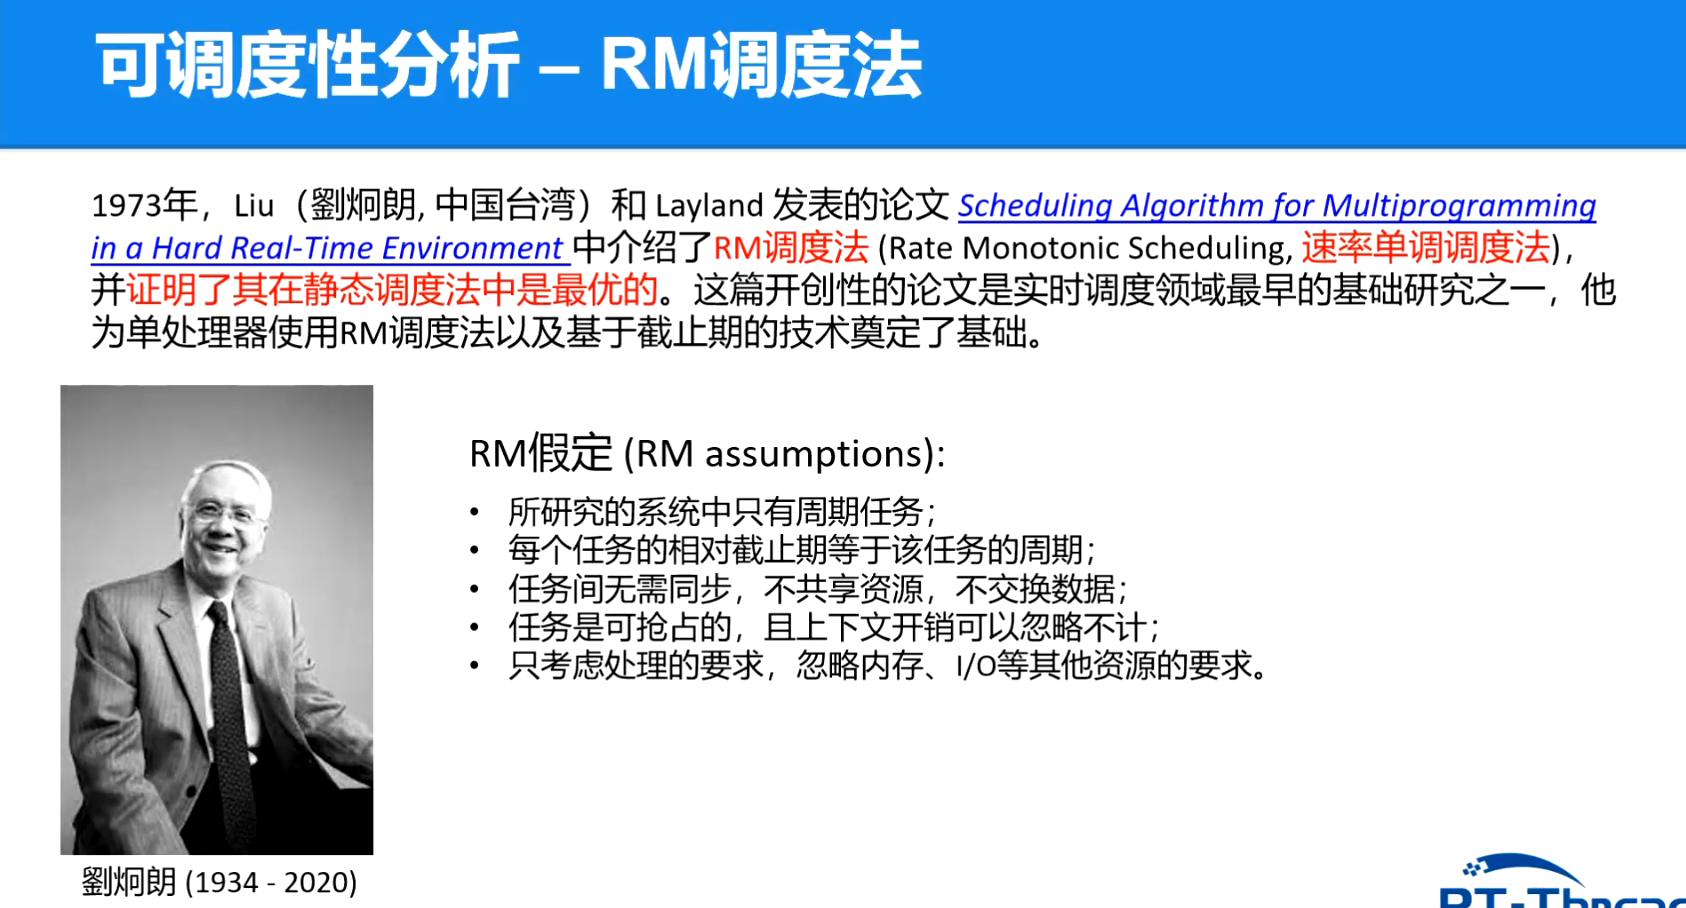 可调度性分析 – RM调度法
1973年，Liu（劉炯朗, 中国台湾）和 Layland 发表的论文 Scheduling Algorithm for Multiprogramming
in a Hard Real-Time Environment 中介绍了RM调度法 (Rate Monotonic Scheduling, 速率单调调度法)，
并证明了其在静态调度法中是最优的。这篇开创性的论文是实时调度领域最早的基础研究之一，他
为单处理器使用RM调度法以及基于截止期的技术奠定了基础。
RM假定 (RM assumptions):
• 所研究的系统中只有周期任务；
• 每个任务的相对截止期等于该任务的周期；
• 任务间无需同步，不共享资源，不交换数据；
• 任务是可抢占的，且上下文开销可以忽略不计；
• 只考虑处理的要求，忽略内存、I/O等其他资源的要求。
劉炯朗 (1934 - 2020)